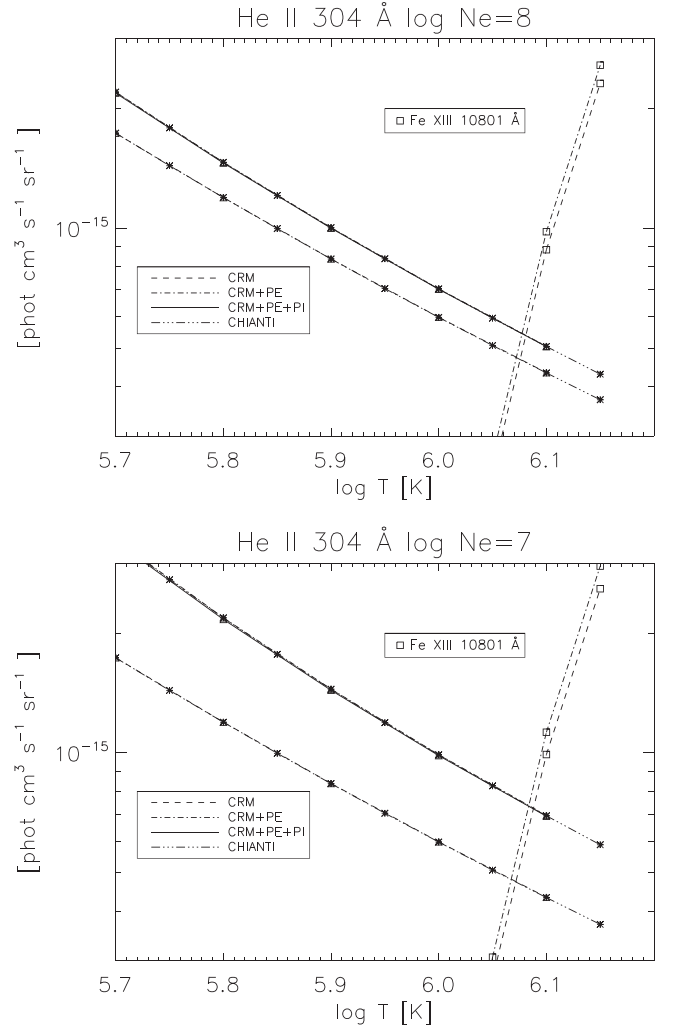 He II 304 Å log Ne=8
[phot cm³ s⁻¹ sr⁻¹ ]
10⁻¹⁵
□ Fe XIII 10801 Å
CRM
CRM+PE
CRM+PE+PI
CHIANTI
5.7 5.8 5.9 6.0 6.1
log T [K]
He II 304 Å log Ne=7
[phot cm³ s⁻¹ sr⁻¹ ]
10⁻¹⁵
□ Fe XIII 10801 Å
CRM
CRM+PE
CRM+PE+PI
CHIANTI
5.7 5.8 5.9 6.0 6.1
log T [K]